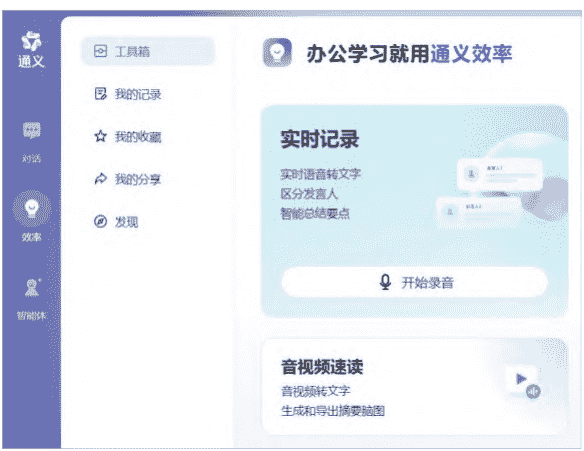 通义
对话
效率
智能体
工具箱
我的记录
我的收藏
我的分享
发现
办公学习就用通义效率
实时记录
实时语音转文字
区分发言人
智能总结要点
开始录音
音视频速读
音视频转文字
生成和导出摘要脑图